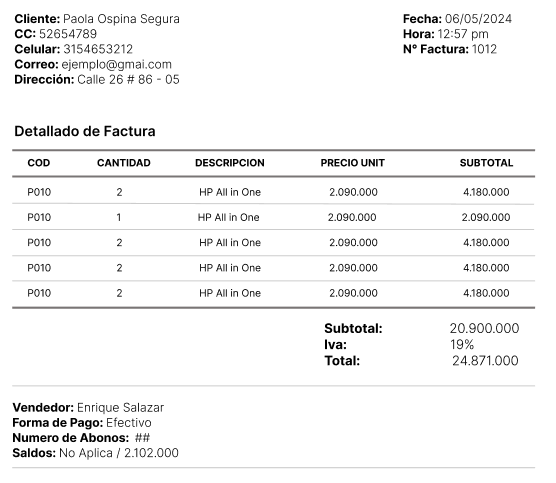 Cliente: Paola Ospina Segura
CC: 52654789
Celular: 3154653212
Correo: ejemplo@gmai.com
Dirección: Calle 26 # 86 - 05
Fecha: 06/05/2024
Hora: 12:57 pm
N° Factura: 1012
Detallado de Factura
COD CANTIDAD DESCRIPCION PRECIO UNIT SUBTOTAL
P010 2 HP All in One 2.090.000 4.180.000
P010 1 HP All in One 2.090.000 2.090.000
P010 2 HP All in One 2.090.000 4.180.000
P010 2 HP All in One 2.090.000 4.180.000
P010 2 HP All in One 2.090.000 4.180.000
Subtotal: 20.900.000
Iva: 19%
Total: 24.871.000
Vendedor: Enrique Salazar
Forma de Pago: Efectivo
Numero de Abonos: ##
Saldos: No Aplica / 2.102.000